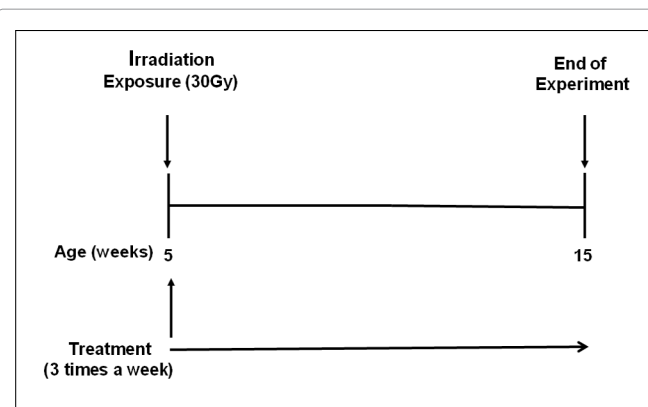 Irradiation
Exposure (30Gy)
End of
Experiment
Age (weeks) 5
15
Treatment
(3 times a week)